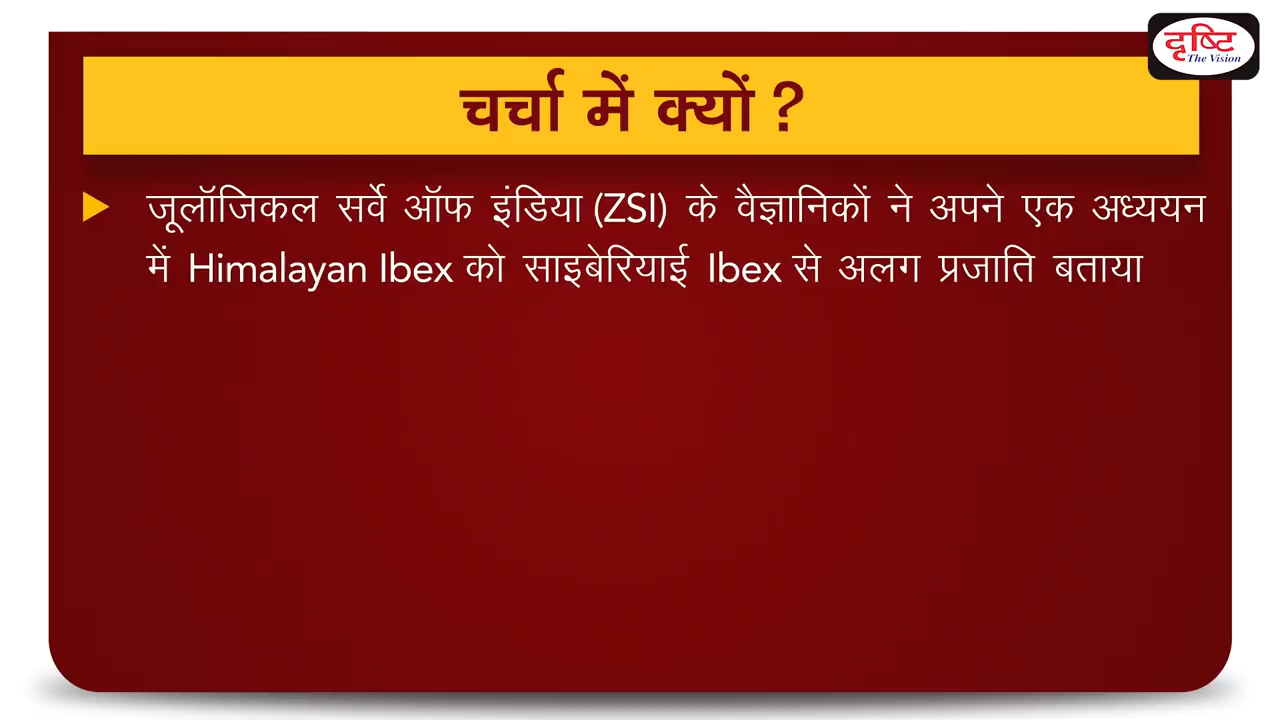 दृष्टि
The Vision
चर्चा में क्यों ?
जूलॉजिकल सर्वे ऑफ इंडिया (ZSI) के वैज्ञानिकों ने अपने एक अध्ययन
में Himalayan Ibex को साइबेरियाई Ibex से अलग प्रजाति बताया